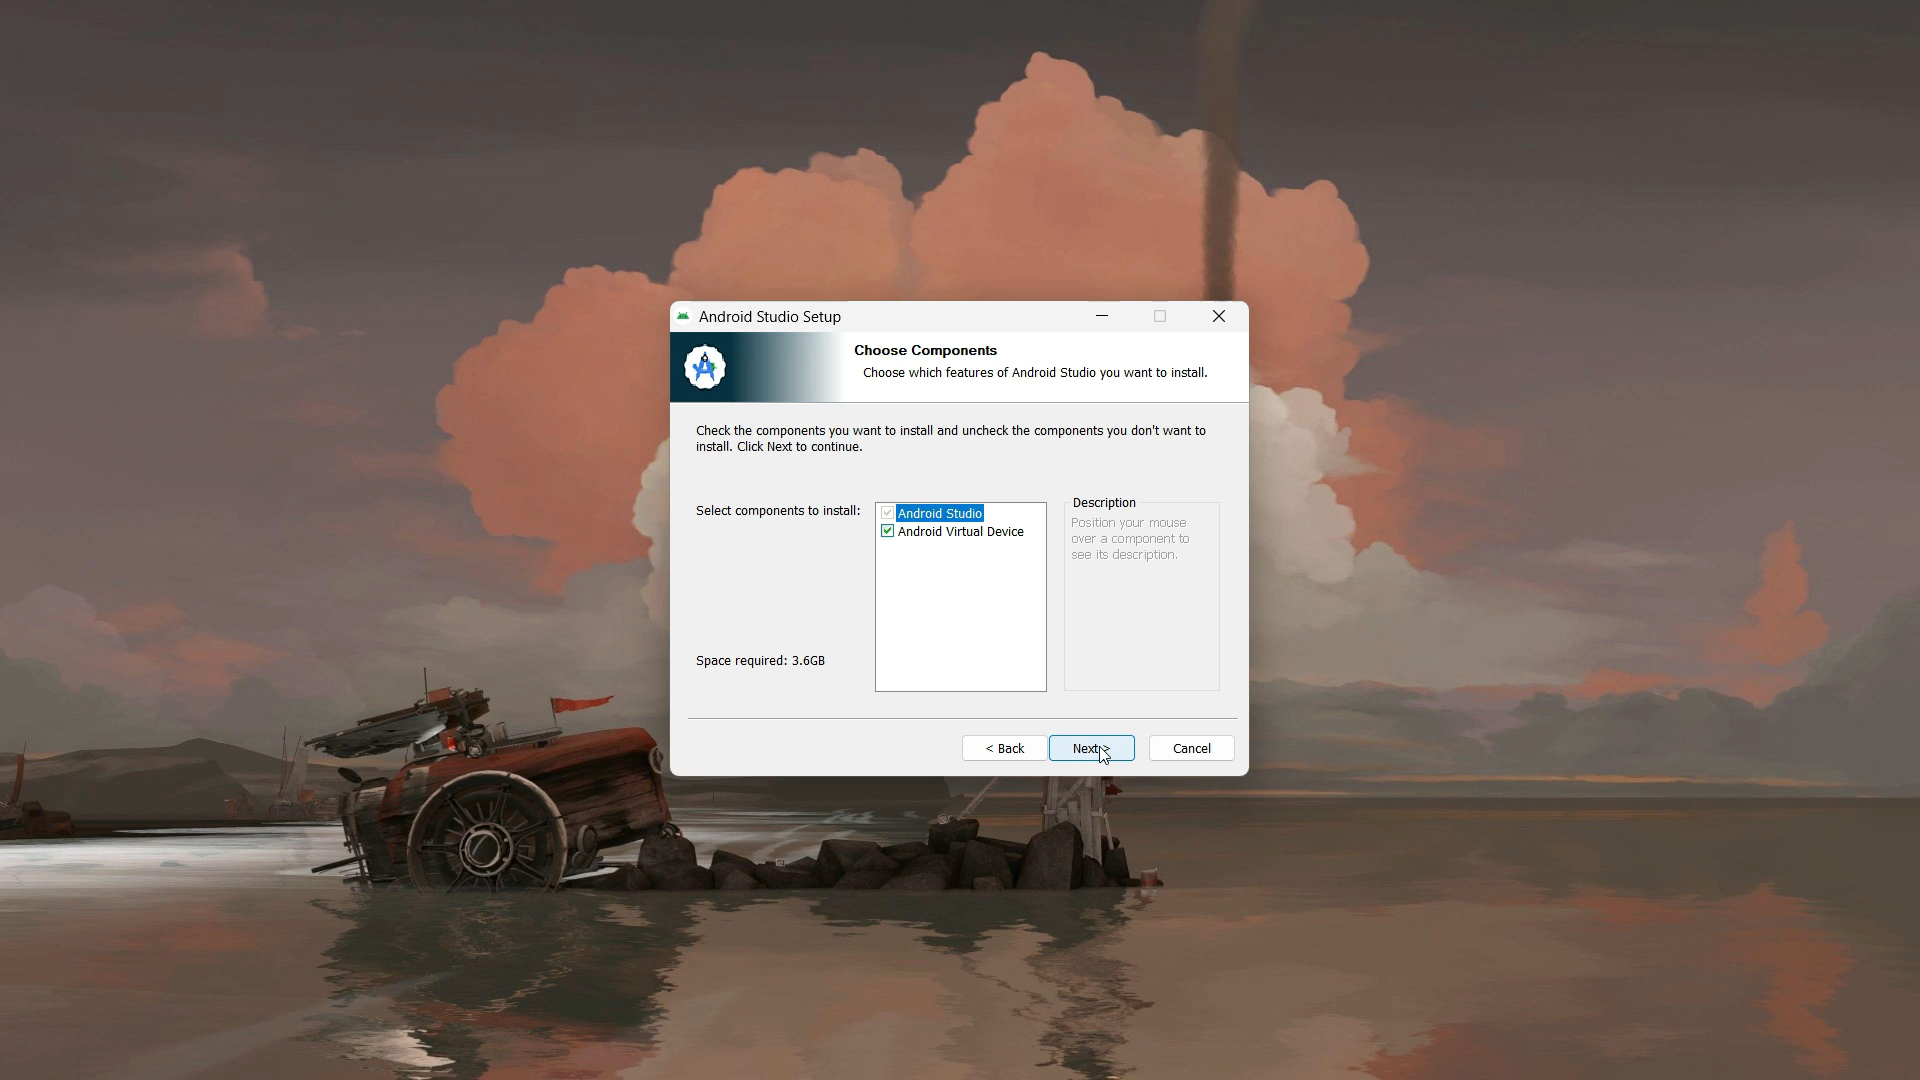 Android Studio Setup
Choose Components
Choose which features of Android Studio you want to install.
Check the components you want to install and uncheck the components you don't want to
install. Click Next to continue.
Select components to install:
Android Studio
Android Virtual Device
Description
Position your mouse
over a component to
see its description.
Space required: 3.6GB
< Back
Next >
Cancel